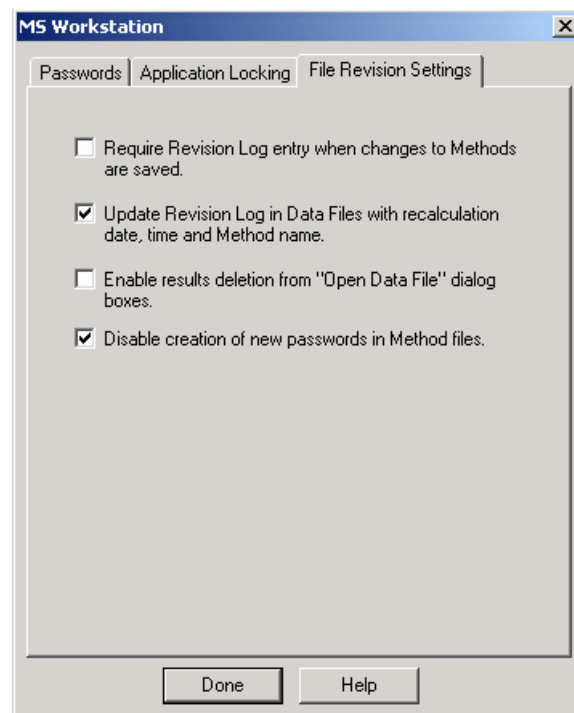 MS Workstation
Passwords
Application Locking
File Revision Settings
Require Revision Log entry when changes to Methods
are saved.
Update Revision Log in Data Files with recalculation
date, time and Method name.
Enable results deletion from "Open Data File" dialog
boxes.
Disable creation of new passwords in Method files.
Done
Help